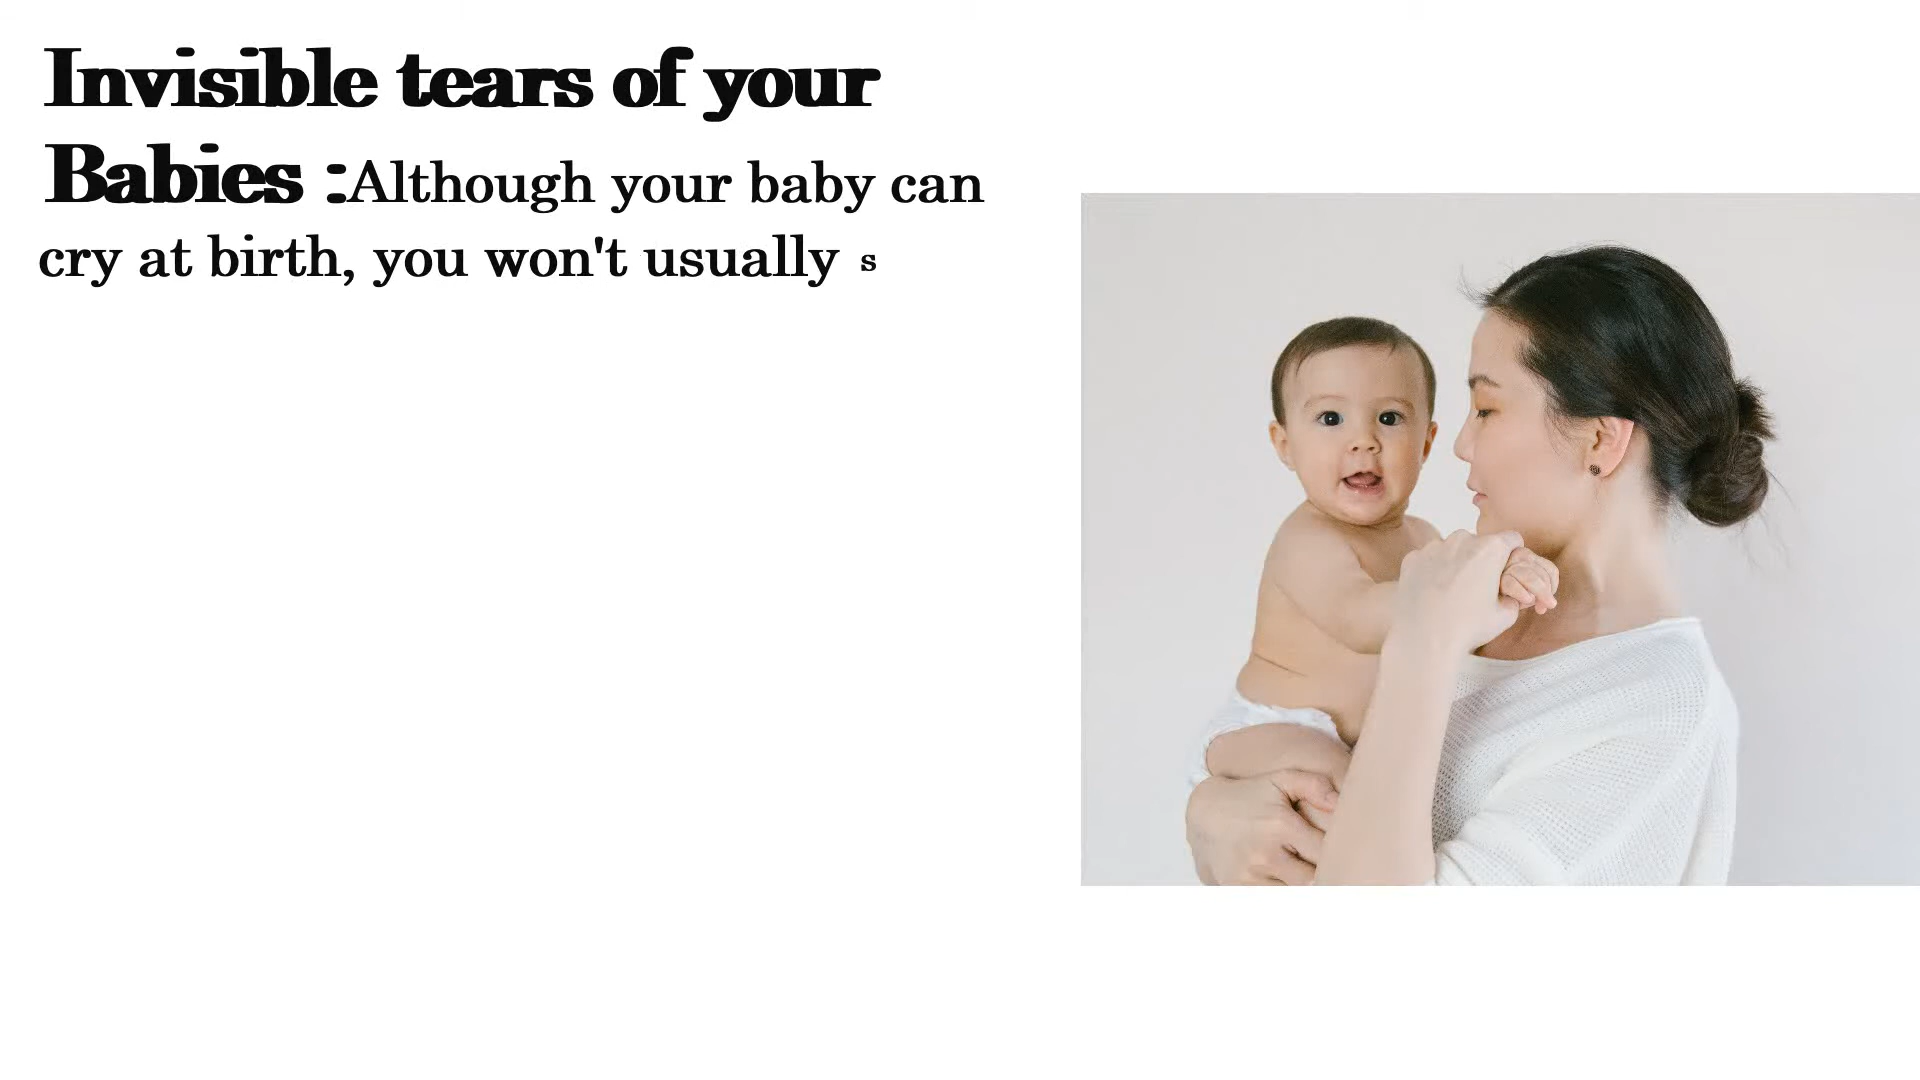 Invisible tears of your
Babies :Although your baby can
cry at birth, you won't usually s